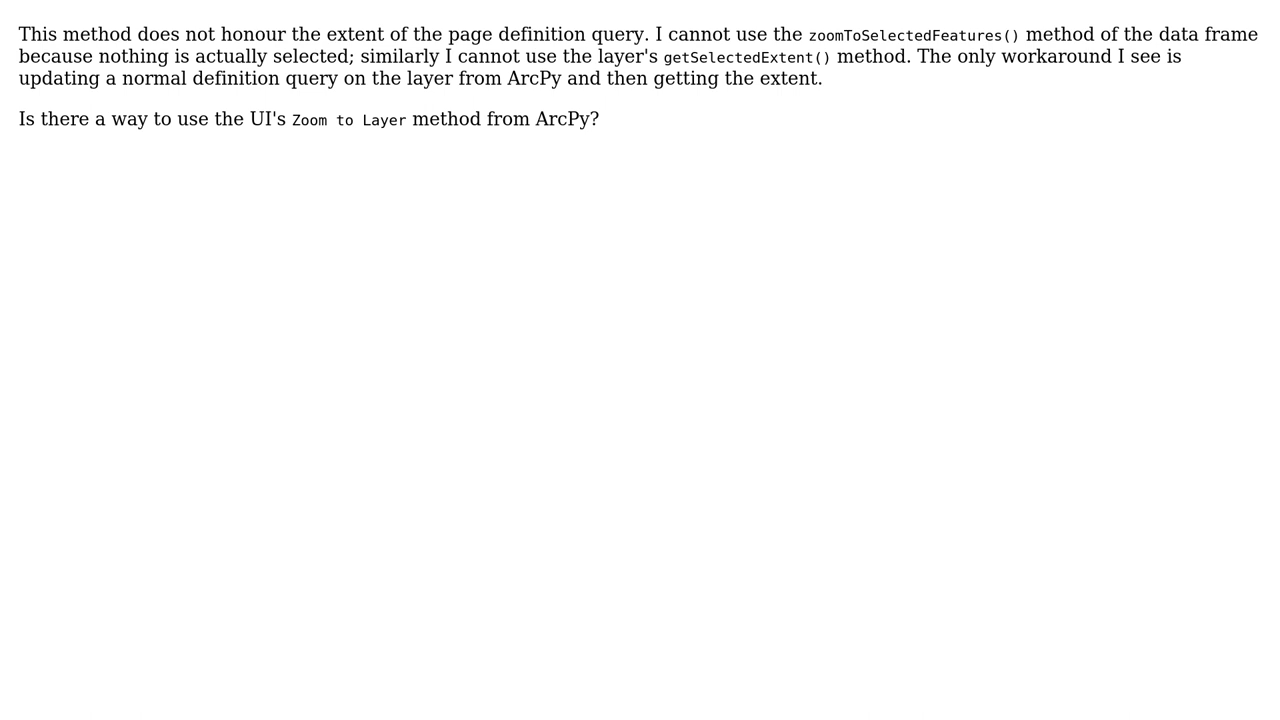 This method does not honour the extent of the page definition query. I cannot use the zoomToSelectedFeatures() method of the data frame
because nothing is actually selected; similarly I cannot use the layer's getSelectedExtent() method. The only workaround I see is
updating a normal definition query on the layer from ArcPy and then getting the extent.
Is there a way to use the UI's Zoom to Layer method from ArcPy?